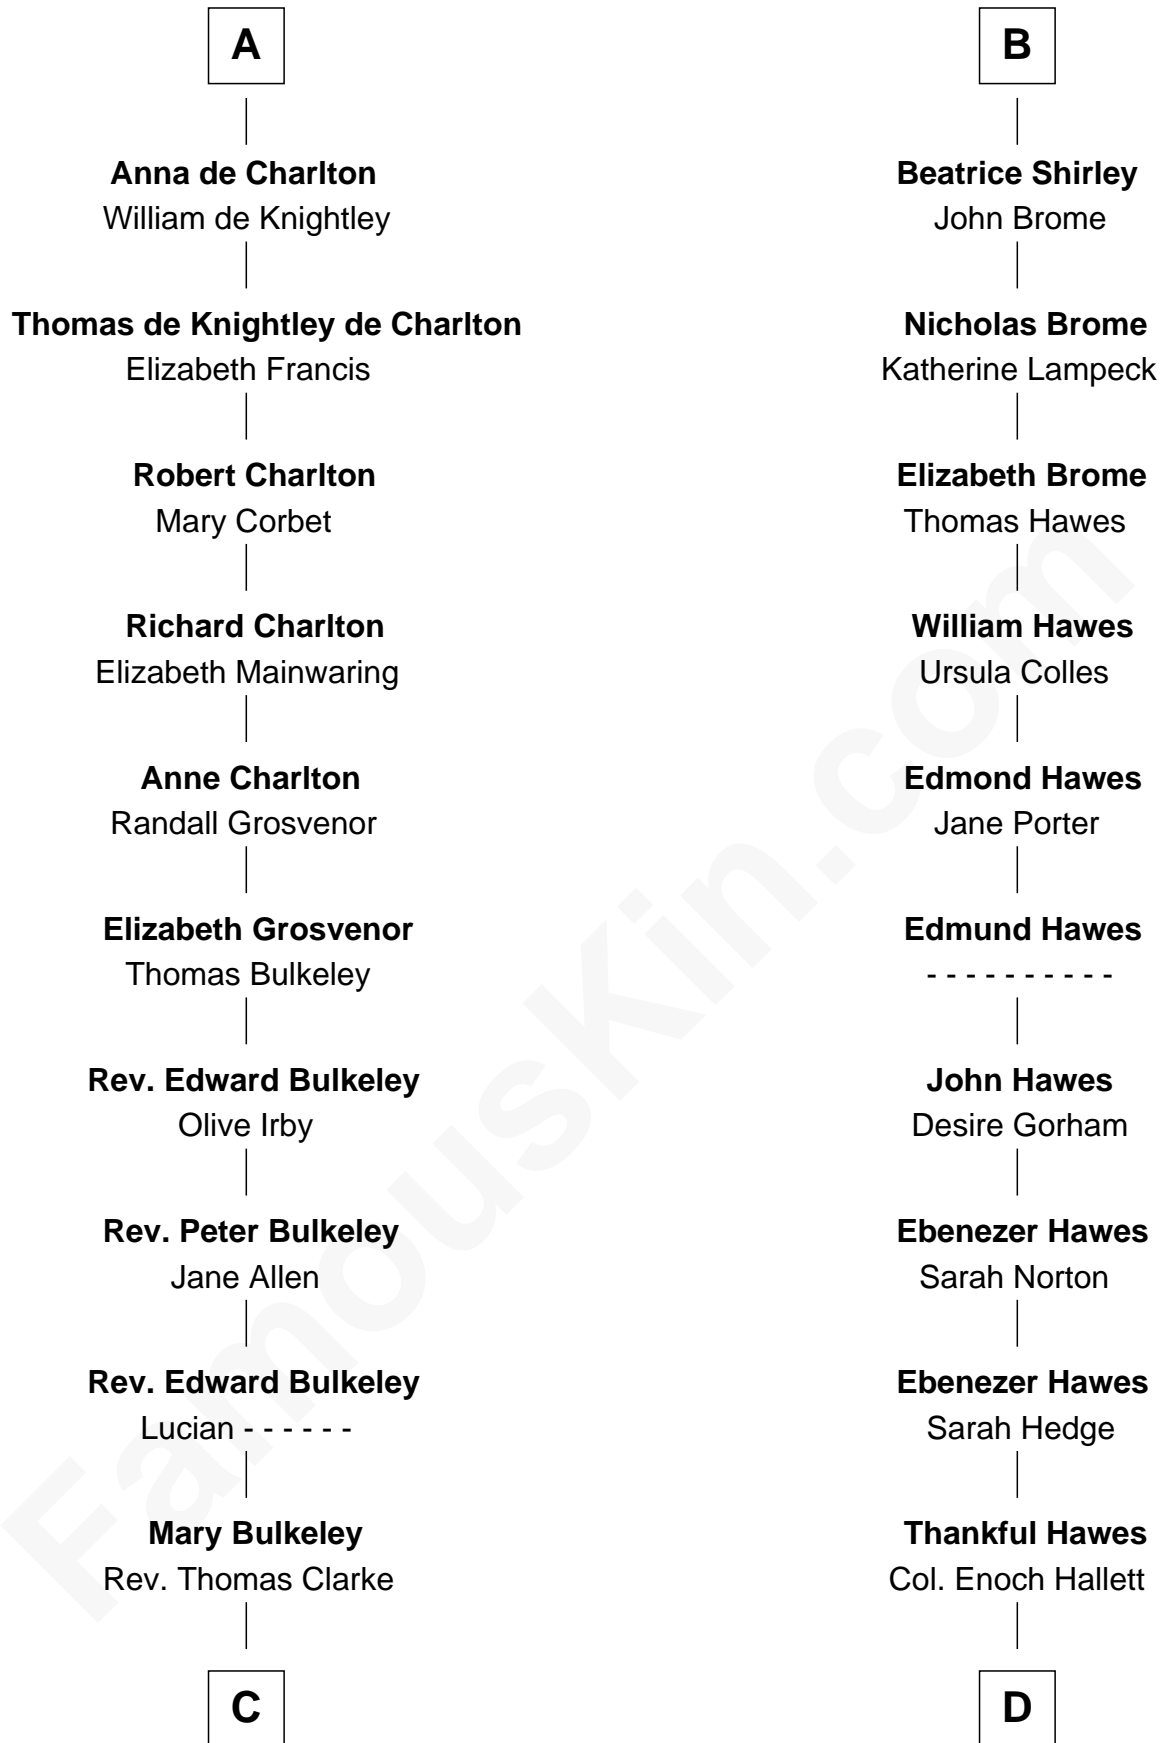 A
Anna de Charlton
William de Knightley
Thomas de Knightley de Charlton
Elizabeth Francis
Robert Charlton
Mary Corbet
Richard Charlton
Elizabeth Mainwaring
Anne Charlton
Randall Grosvenor
Elizabeth Grosvenor
Thomas Bulkeley
Rev. Edward Bulkeley
Olive Irby
Rev. Peter Bulkeley
Jane Allen
Rev. Edward Bulkeley
Lucian - - - - - -
Mary Bulkeley
Rev. Thomas Clarke
C
B
Beatrice Shirley
John Brome
Nicholas Brome
Katherine Lampeck
Elizabeth Brome
Thomas Hawes
William Hawes
Ursula Colles
Edmond Hawes
Jane Porter
Edmund Hawes
- - - - - - - - - -
John Hawes
Desire Gorham
Ebenezer Hawes
Sarah Norton
Ebenezer Hawes
Sarah Hedge
Thankful Hawes
Col. Enoch Hallett
D
FamousKin.com